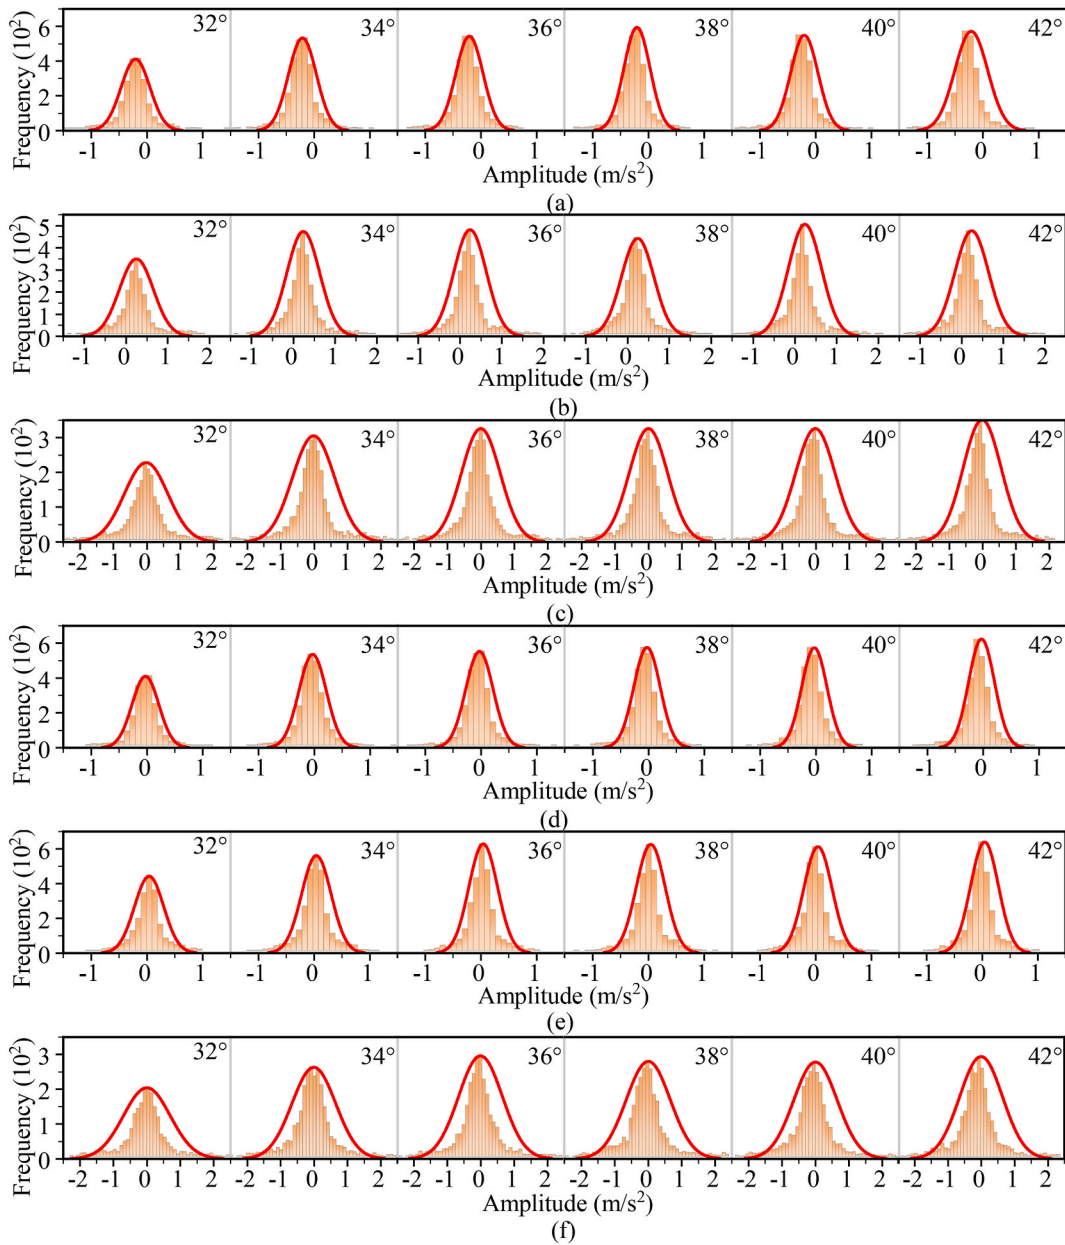 Frequency (10²)
6
4
2
0
32° 34° 36° 38° 40° 42°
-1 0 1 -1 0 1 -1 0 1 -1 0 1 -1 0 1 -1 0 1
Amplitude (m/s²)
(a)
Frequency (10²)
5
4
3
2
1
0
32° 34° 36° 38° 40° 42°
-1 0 1 2 -1 0 1 2 -1 0 1 2 -1 0 1 2 -1 0 1 2 -1 0 1 2
Amplitude (m/s²)
(b)
Frequency (10²)
3
2
1
0
32° 34° 36° 38° 40° 42°
-2 -1 0 1 2 -2 -1 0 1 2 -2 -1 0 1 2 -2 -1 0 1 2 -2 -1 0 1 2 -2 -1 0 1 2
Amplitude (m/s²)
(c)
Frequency (10²)
6
4
2
0
32° 34° 36° 38° 40° 42°
-1 0 1 -1 0 1 -1 0 1 -1 0 1 -1 0 1 -1 0 1
Amplitude (m/s²)
(d)
Frequency (10²)
6
4
2
0
32° 34° 36° 38° 40° 42°
-1 0 1 -1 0 1 -1 0 1 -1 0 1 -1 0 1 -1 0 1
Amplitude (m/s²)
(e)
Frequency (10²)
3
2
1
0
32° 34° 36° 38° 40° 42°
-2 -1 0 1 2 -2 -1 0 1 2 -2 -1 0 1 2 -2 -1 0 1 2 -2 -1 0 1 2 -2 -1 0 1 2
Amplitude (m/s²)
(f)